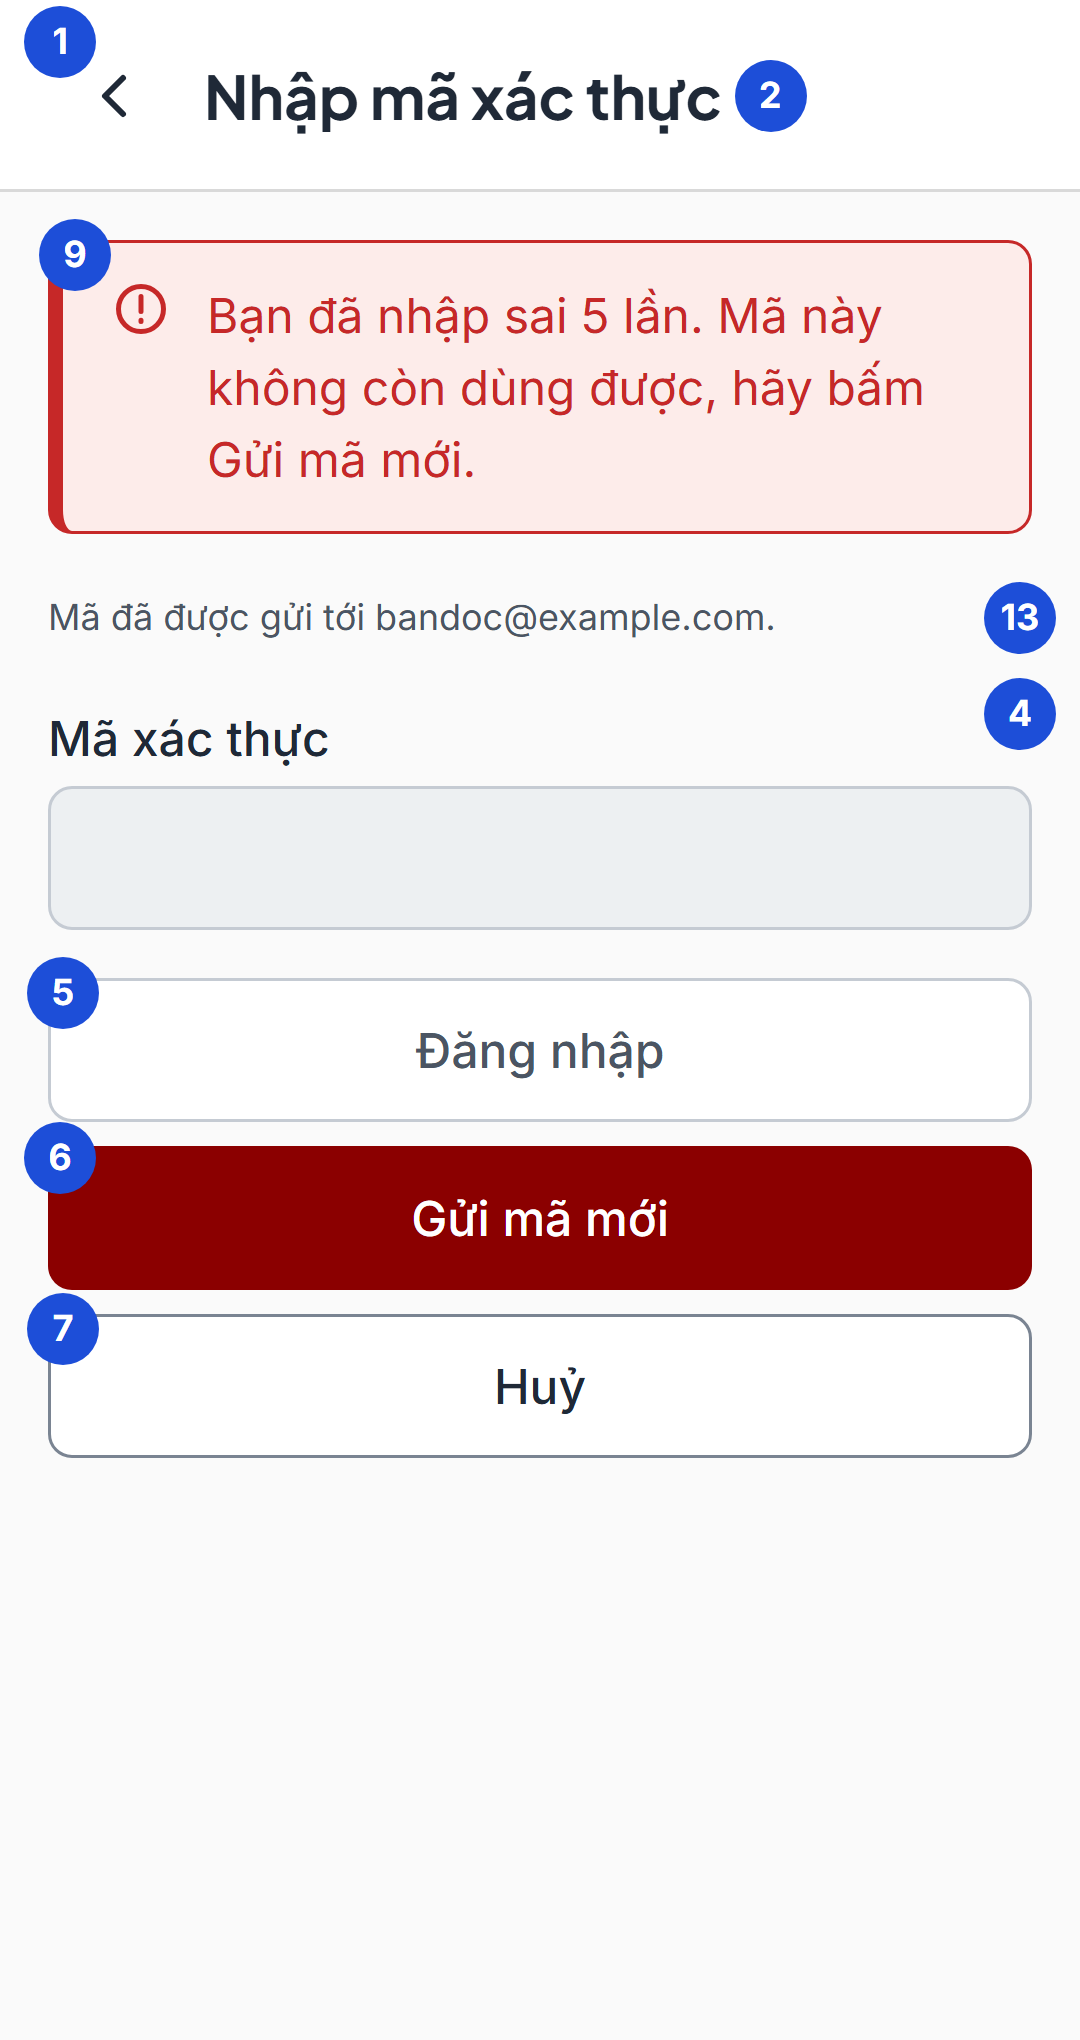 1
Nhập mã xác thực 2
9
Bạn đã nhập sai 5 lần. Mã này
không còn dùng được, hãy bấm
Gửi mã mới.
Mã đã được gửi tới bandoc@example.com. 13
4
Mã xác thực
5
Đăng nhập
6
Gửi mã mới
7
Huỷ